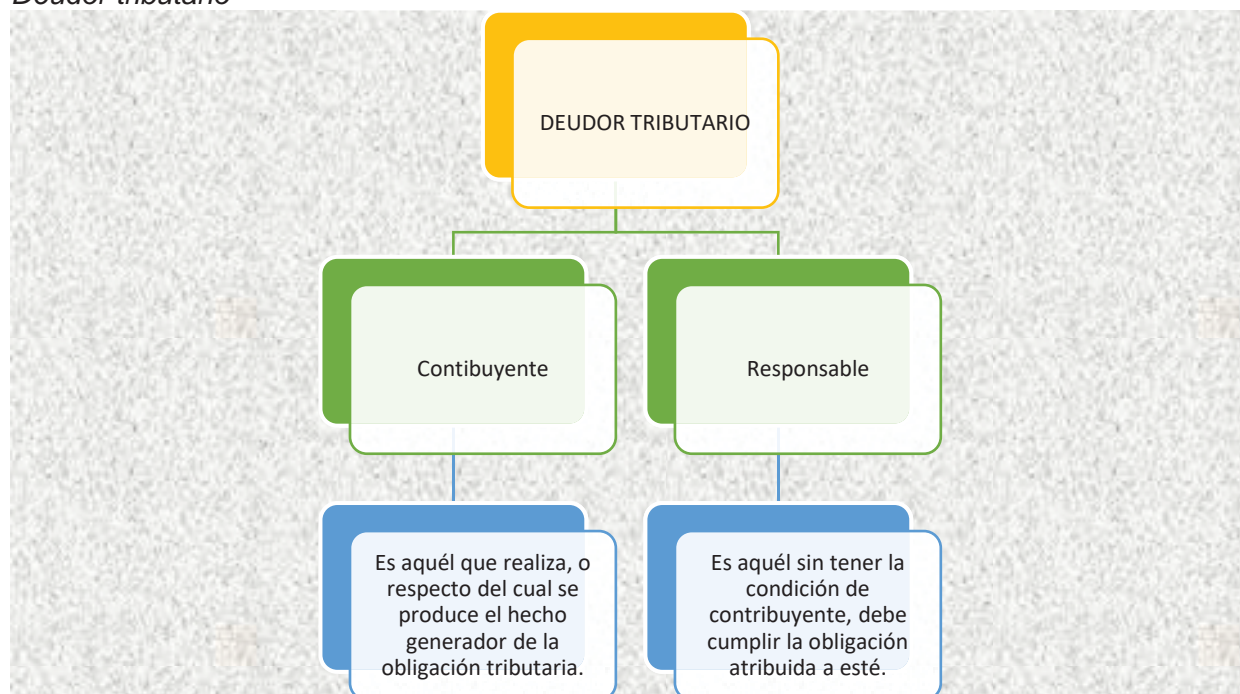 Deudor tributario
DEUDOR TRIBUTARIO
Contibuyente
Responsable
Es aquél que realiza, o
respecto del cual se
produce el hecho
generador de la
obligación tributaria.
Es aquél sin tener la
condición de
contribuyente, debe
cumplir la obligación
atribuida a esté.